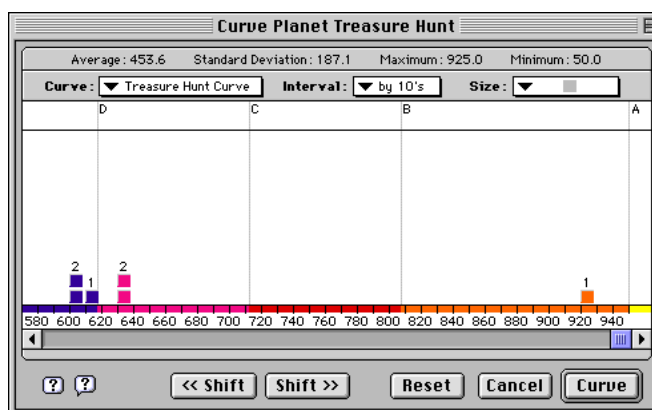 Curve Planet Treasure Hunt
Average: 453.6 Standard Deviation: 187.1 Maximum: 925.0 Minimum: 50.0
Curve: Treasure Hunt Curve Interval: by 10's Size:
D C B A
2 1 2 1
580 600 620 640 660 680 700 720 740 760 780 800 820 840 860 880 900 920 940
? ? << Shift Shift >> Reset Cancel Curve